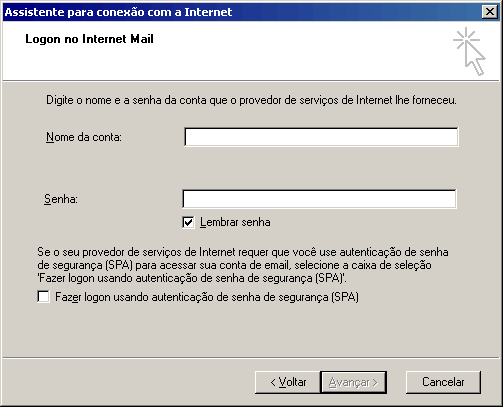 Assistente para conexão com a Internet
Logon no Internet Mail
Digite o nome e a senha da conta que o provedor de serviços de Internet lhe forneceu.
Nome da conta:
Senha:
Lembrar senha
Se o seu provedor de serviços de Internet requer que você use autenticação de senha
de segurança (SPA) para acessar sua conta de email, selecione a caixa de seleção
'Fazer logon usando autenticação de senha de segurança (SPA)'.
Fazer logon usando autenticação de senha de segurança (SPA)
< Voltar
Avançar >
Cancelar